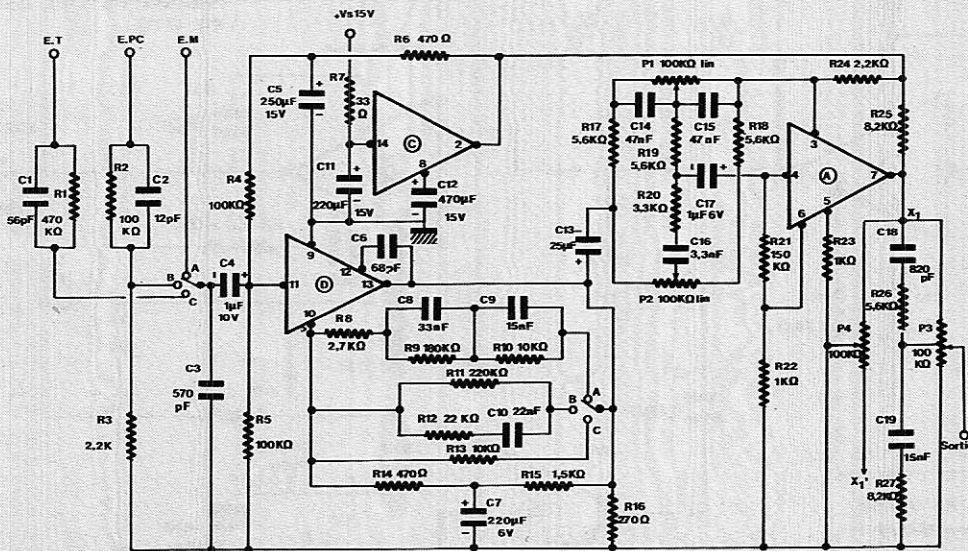 E.T
E.PC
E.M
+Vs15V
R6 470 Ω
P1 100KΩ lin
R24 2,2KΩ
R7
33
Ω
C5
250µF
15V
C
14
2
8
C11
220µF
15V
C12
470µF
15V
R17
5,6KΩ
C14
47nF
C15
47nF
R18
5,6KΩ
R19
5,6KΩ
R20
3,3KΩ
C17
1µF 6V
C16
3,3nF
P2 100KΩ lin
3
4
A
7
6
5
R25
8,2KΩ
C1
56pF
R1
470
KΩ
R2
100
KΩ
C2
12pF
R4
100KΩ
C6
68pF
C13
25µF
X1
C18
820
pF
R21
150
KΩ
R23
1KΩ
R26
5,6KΩ
P4
100KΩ
P3
100
KΩ
A
B
C
C4
1µF
10V
9
12
11
D
13
10
5
R8
2,7KΩ
C8
33nF
C9
15nF
R9 180KΩ
R10 10KΩ
R11 220KΩ
R12 22 KΩ
C10
22nF
A
B
C
R13 10KΩ
R22
1KΩ
C3
570
pF
R3
2,2K
R5
100KΩ
C19
15nF
Sortie
X1'
R14 470Ω
R15 1,5KΩ
C7
220µF
6V
R16
270Ω
R27
8,2KΩ